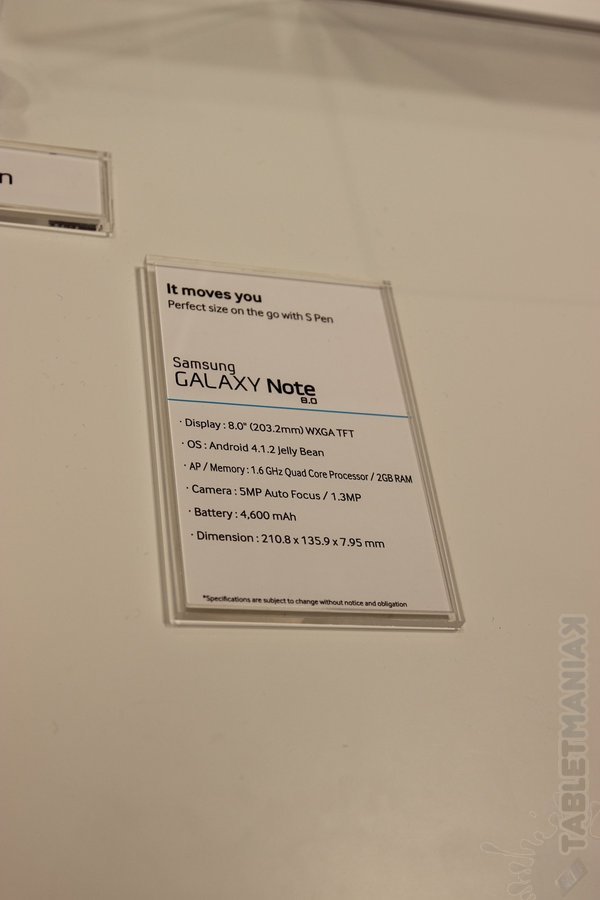 n
It moves you
Perfect size on the go with S Pen
Samsung
GALAXY Note
8.0
· Display : 8.0" (203.2mm) WXGA TFT
· OS : Android 4.1.2 Jelly Bean
· AP / Memory : 1.6 GHz Quad Core Processor / 2GB RAM
· Camera : 5MP Auto Focus / 1.3MP
· Battery : 4,600 mAh
· Dimension : 210.8 x 135.9 x 7.95 mm
*Specifications are subject to change without notice and obligation
TABLETMANIAK